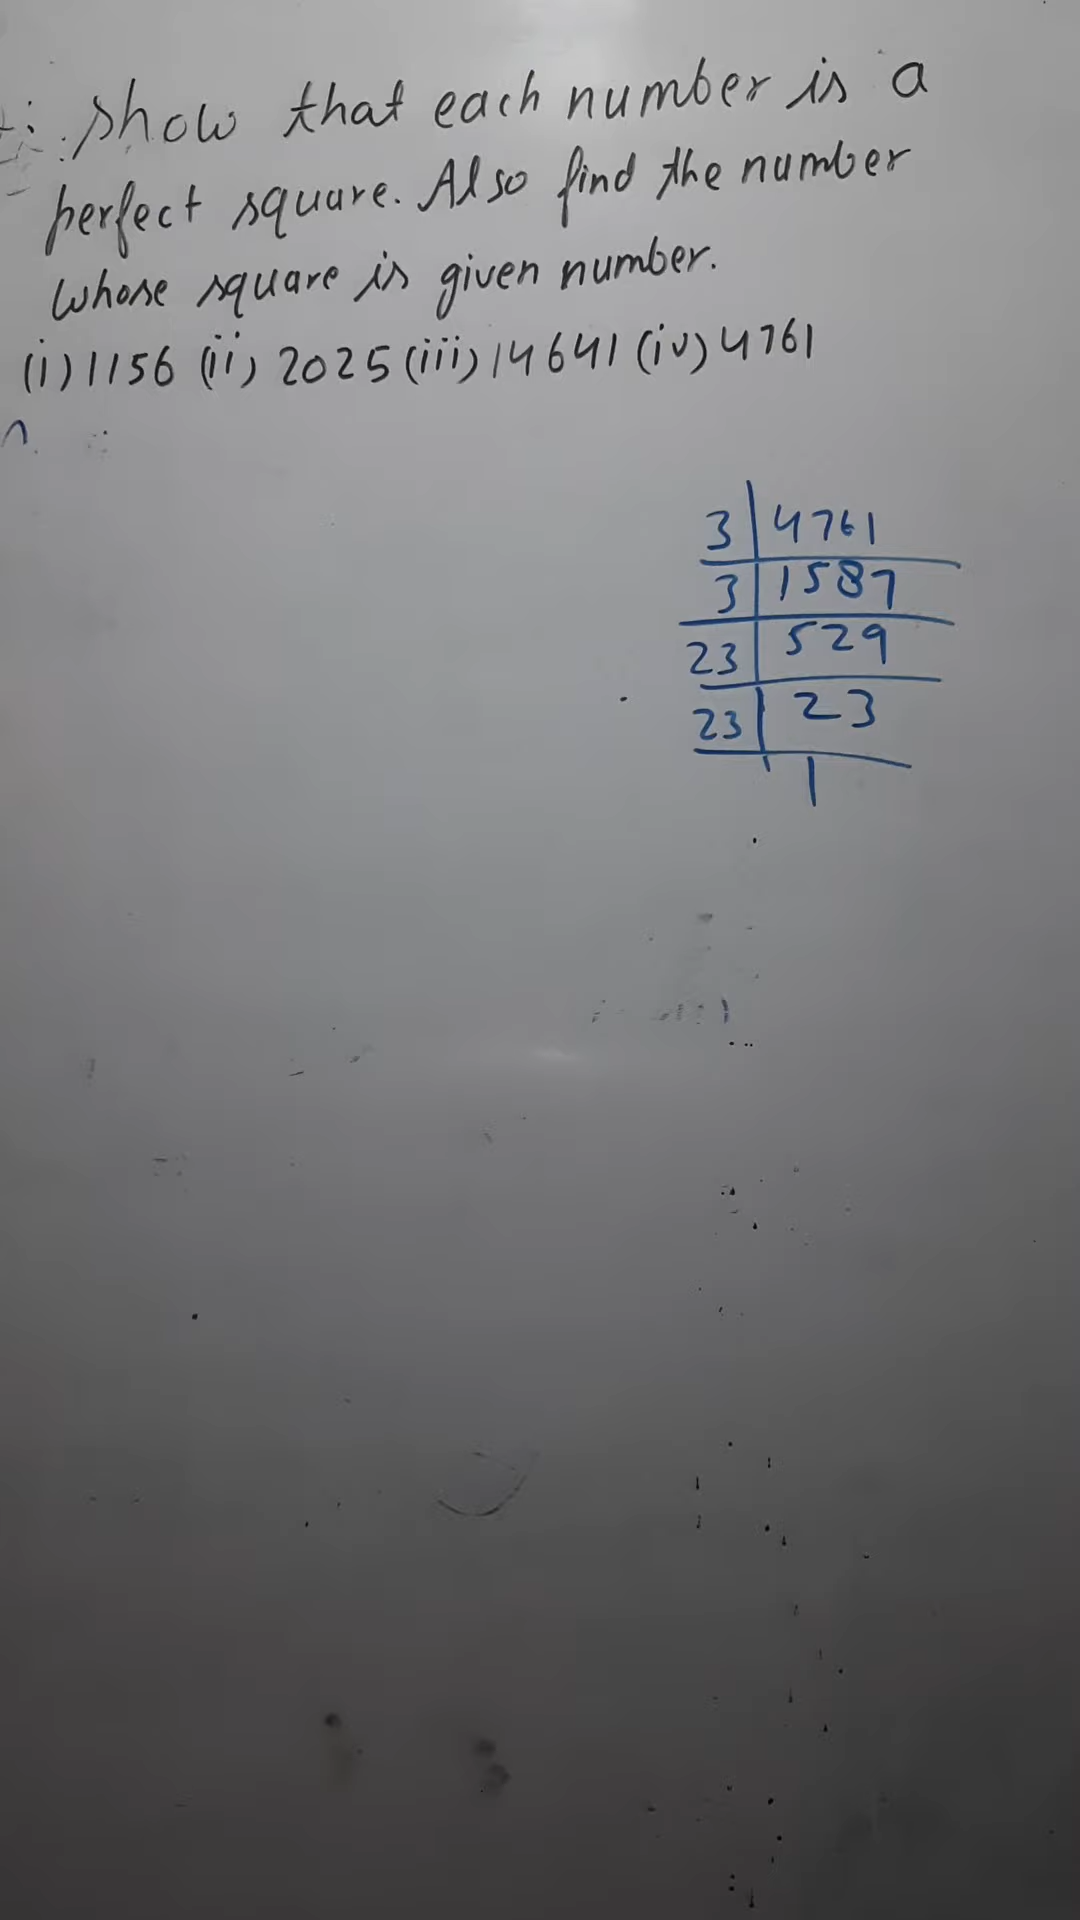 : show that each number is a
perfect square. Also find the number
whose square is given number.
(i) 1156 (ii) 2025 (iii) 14641 (iv) 4761
3 | 4761
3 | 1587
23 | 529
23 | 23
1